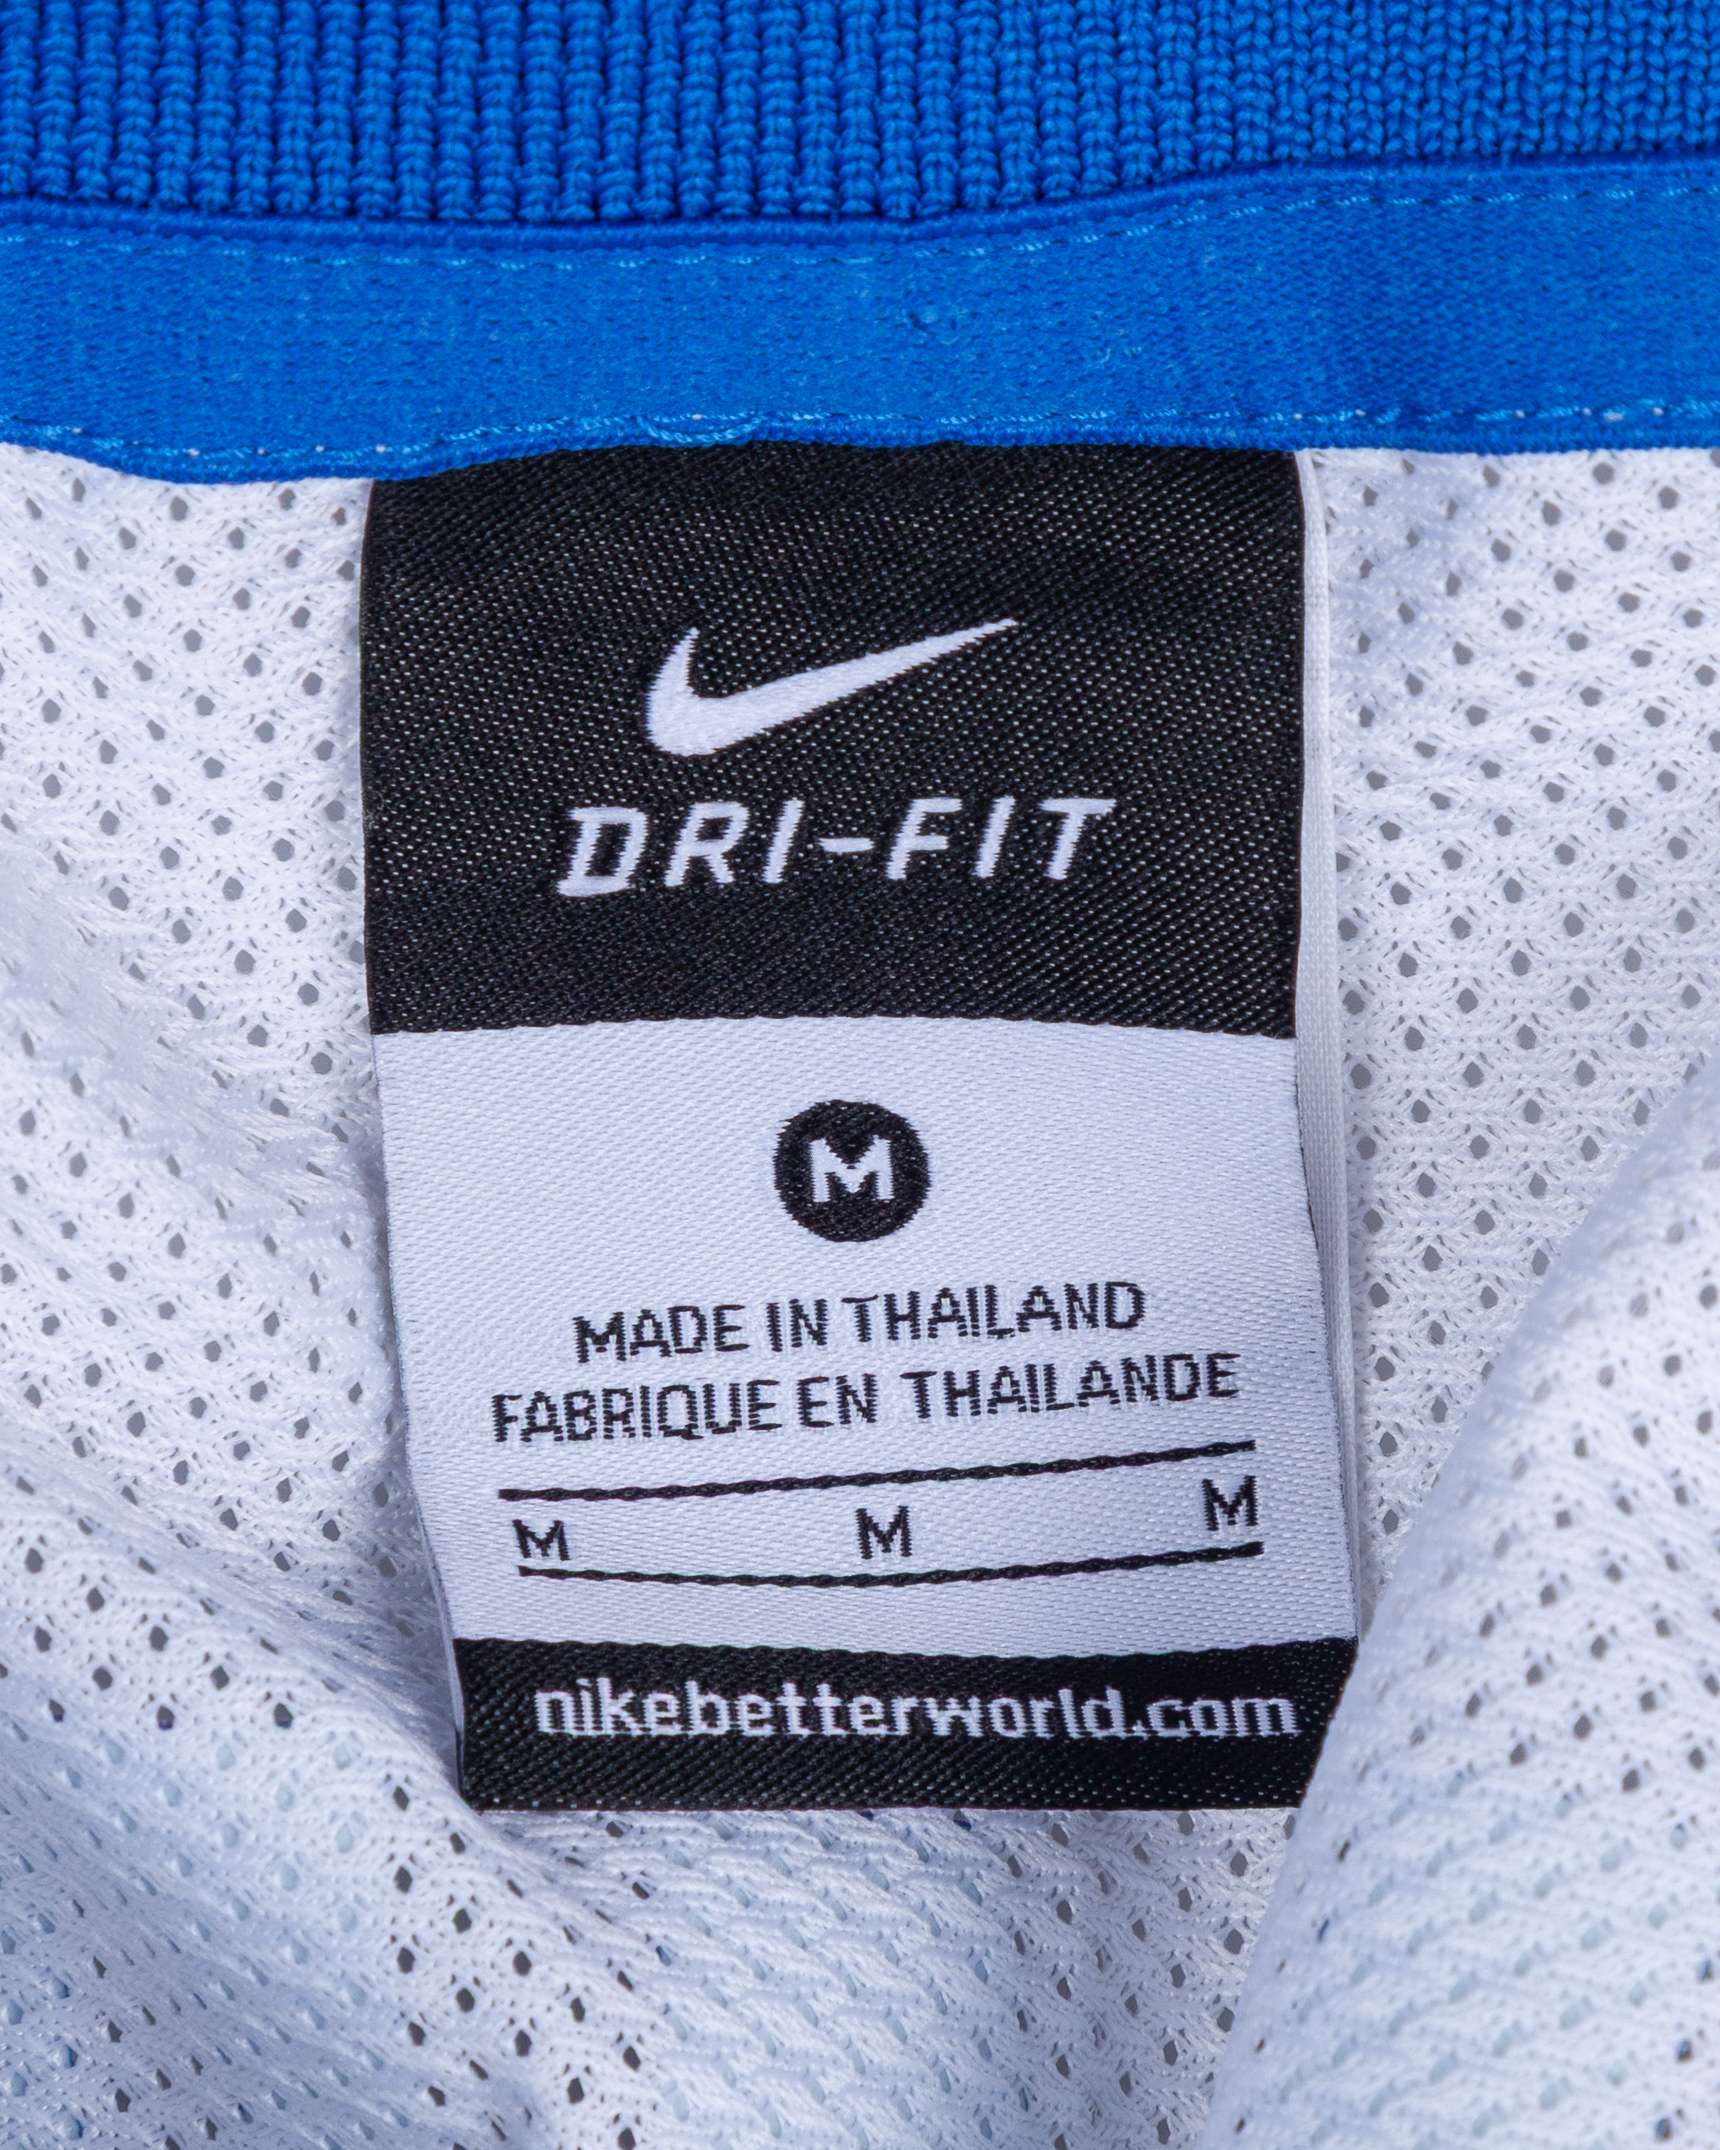 DRI-FIT
M
MADE IN THAILAND
FABRIQUE EN THAILANDE
M M M
nikebetterworld.com